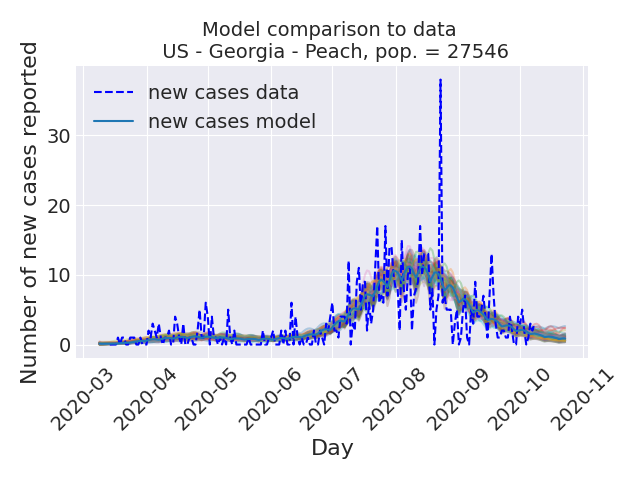 Model comparison to data
US - Georgia - Peach, pop. = 27546
Number of new cases reported
new cases data
new cases model
30
20
10
0
2020-03
2020-04
2020-05
2020-06
2020-07
2020-08
2020-09
2020-10
2020-11
Day